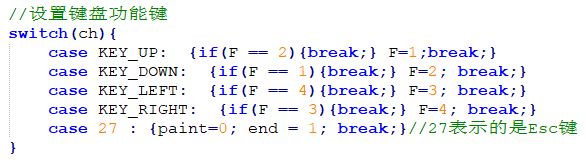 //设置键盘功能键
switch(ch){
    case KEY_UP:  {if(F == 2){break;} F=1;break;}
    case KEY_DOWN:  {if(F == 1){break;} F=2; break;}
    case KEY_LEFT:  {if(F == 4){break;} F=3; break;}
    case KEY_RIGHT:  {if(F == 3){break;} F=4; break;}
    case 27 : {paint=0; end = 1; break;}//27表示的是Esc键
}